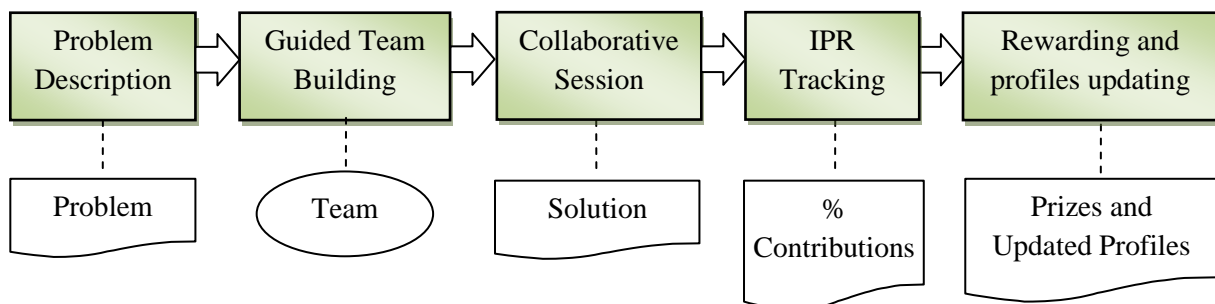 Problem
Description
Guided Team
Building
Collaborative
Session
IPR
Tracking
Rewarding and
profiles updating
Problem
Team
Solution
%
Contributions
Prizes and
Updated Profiles